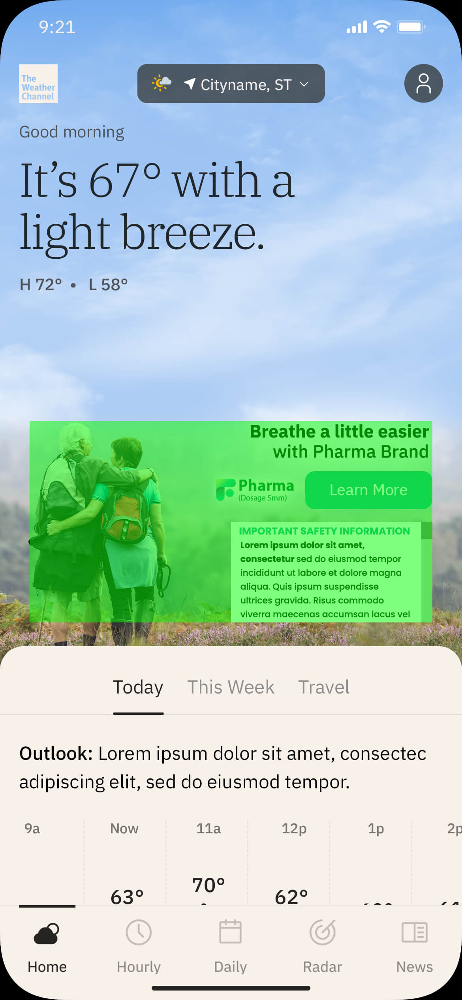 9:21
The
Weather
Channel
Cityname, ST
Good morning
It’s 67° with a
light breeze.
H 72° • L 58°
Breathe a little easier
with Pharma Brand
Pharma
(Dosage 5mm)
Learn More
IMPORTANT SAFETY INFORMATION
Lorem ipsum dolor sit amet,
consectetur sed do eiusmod tempor
incididunt ut labore et dolore magna
aliqua. Quis ipsum suspendisse
ultrices gravida. Risus commodo
viverra maecenas accumsan lacus vel
Today This Week Travel
Outlook: Lorem ipsum dolor sit amet, consectec
adipiscing elit, sed do eiusmod tempor.
9a Now 11a 12p 1p 2p
70°
63° 62°
Home Hourly Daily Radar News